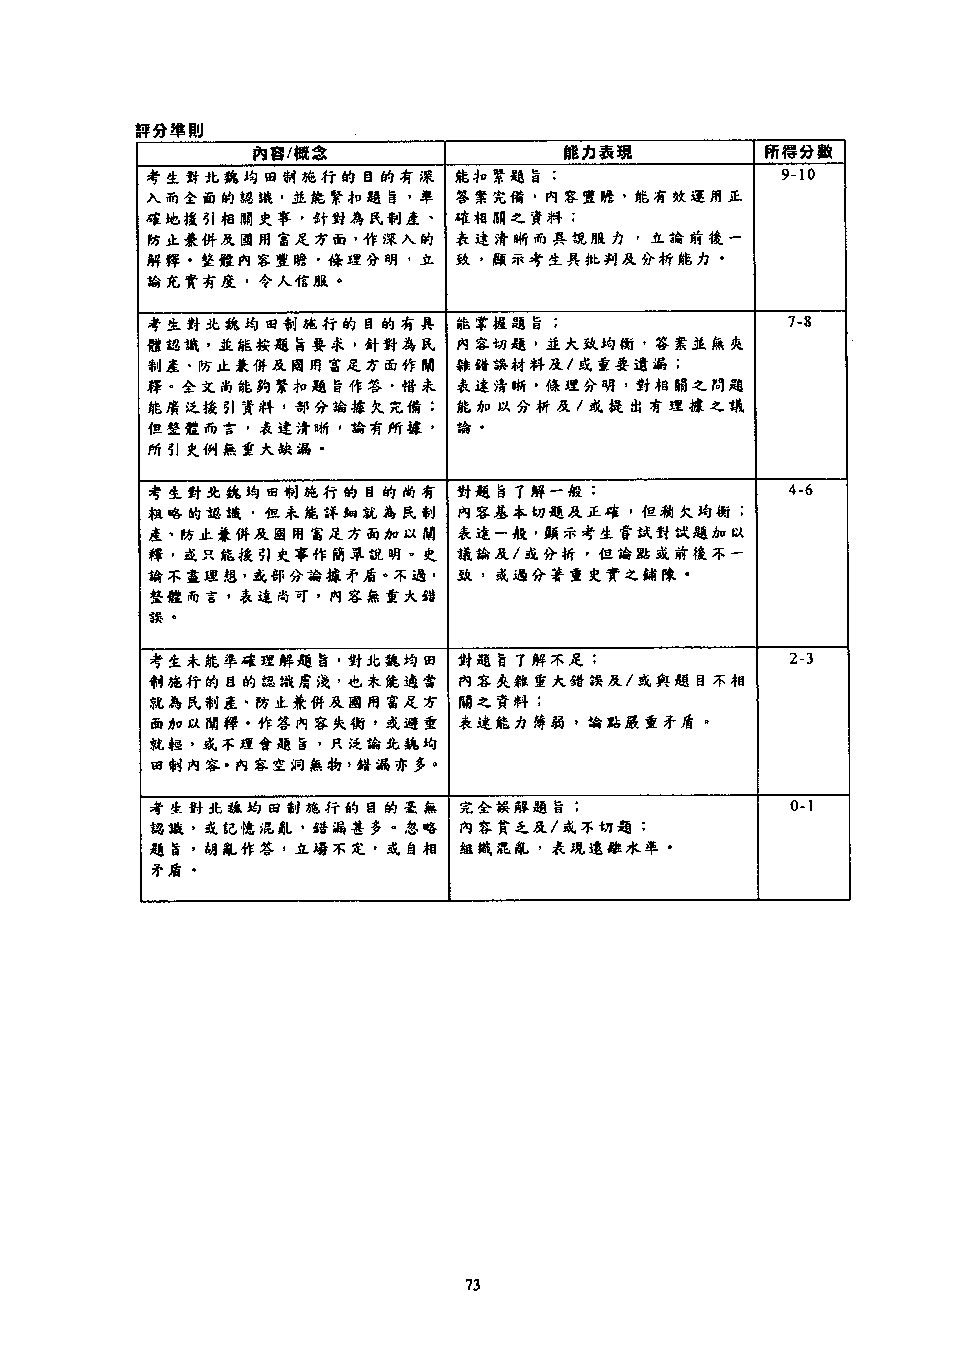 評分準則
內容/概念
能力表現
所得分數
考生對北魏均田制施行的目的有深
入而全面的認識，並能緊扣題旨，準
確地援引相關史事，針對為民制產、
防止兼併及國用富足方面，作深入的
解釋。整體內容豐贍，條理分明，立
論充實有度，令人信服。
能扣緊題旨；
答案完備，內容豐贍，能有效運用正
確相關之資料；
表達清晰而具說服力，立論前後一
致，顯示考生具批判及分析能力。
9-10
考生對北魏均田制施行的目的有具
體認識，並能按題旨要求，針對為民
制產、防止兼併及國用富足方面作闡
釋。全文尚能夠緊扣題旨作答，惜未
能廣泛援引資料，部分論據欠完備；
但整體而言，表達清晰，論有所據，
所引史例無重大缺漏。
能掌握題旨；
內容切題，並大致均衡，答案並無夾
雜錯誤材料及/或重要遺漏；
表達清晰，條理分明，對相關之問題
能加以分析及/或提出有理據之議
論。
7-8
考生對北魏均田制施行的目的尚有
粗略的認識，但未能詳細就為民制
產、防止兼併及國用富足方面加以闡
釋，或只能援引史事作簡單說明。史
論不盡理想，或部分論據矛盾。不過，
整體而言，表達尚可，內容無重大錯
誤。
對題旨了解一般；
內容基本切題及正確，但稍欠均衡；
表達一般，顯示考生嘗試對試題加以
議論及/或分析，但論點或前後不一
致，或過分著重史實之鋪陳。
4-6
考生未能準確理解題旨，對北魏均田
制施行的目的認識膚淺，也未能適當
就為民制產、防止兼併及國用富足方
面加以闡釋。作答內容失衡，或避重
就輕，或不理會題旨，只泛論北魏均
田制內容。內容空洞無物，錯漏亦多。
對題旨了解不足；
內容夾雜重大錯誤及/或與題目不相
關之資料；
表達能力薄弱，論點嚴重矛盾。
2-3
考生對北魏均田制施行的目的毫無
認識，或記憶混亂，錯漏甚多。忽略
題旨，胡亂作答，立場不定，或自相
矛盾。
完全誤解題旨；
內容貧乏及/或不切題；
組織混亂，表現遠離水準。
0-1
73